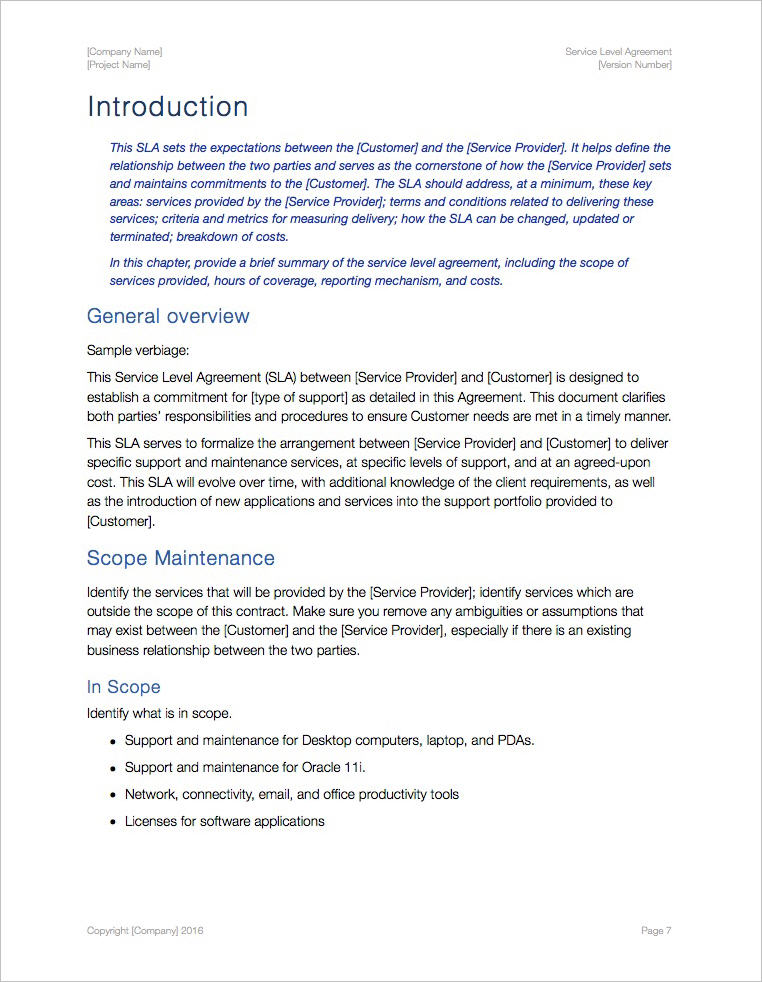 [Company Name]
Service Level Agreement
[Project Name]
[Version Number]
Introduction
This SLA sets the expectations between the [Customer] and the [Service Provider]. It helps define the
relationship between the two parties and serves as the cornerstone of how the [Service Provider] sets
and maintains commitments to the [Customer]. The SLA should address, at a minimum, these key
areas: services provided by the [Service Provider]; terms and conditions related to delivering these
services; criteria and metrics for measuring delivery; how the SLA can be changed, updated or
terminated; breakdown of costs.
In this chapter, provide a brief summary of the service level agreement, including the scope of
services provided, hours of coverage, reporting mechanism, and costs.
General overview
Sample verbiage:
This Service Level Agreement (SLA) between [Service Provider] and [Customer] is designed to
establish a commitment for [type of support] as detailed in this Agreement. This document clarifies
both parties' responsibilities and procedures to ensure Customer needs are met in a timely manner.
This SLA serves to formalize the arrangement between [Service Provider] and [Customer] to deliver
specific support and maintenance services, at specific levels of support, and at an agreed-upon
cost. This SLA will evolve over time, with additional knowledge of the client requirements, as well
as the introduction of new applications and services into the support portfolio provided to
[Customer].
Scope Maintenance
Identify the services that will be provided by the [Service Provider]; identify services which are
outside the scope of this contract. Make sure you remove any ambiguities or assumptions that
may exist between the [Customer] and the [Service Provider], especially if there is an existing
business relationship between the two parties.
In Scope
Identify what is in scope.
• Support and maintenance for Desktop computers, laptop, and PDAs.
• Support and maintenance for Oracle 11i.
• Network, connectivity, email, and office productivity tools
• Licenses for software applications
Copyright [Company] 2016
Page 7